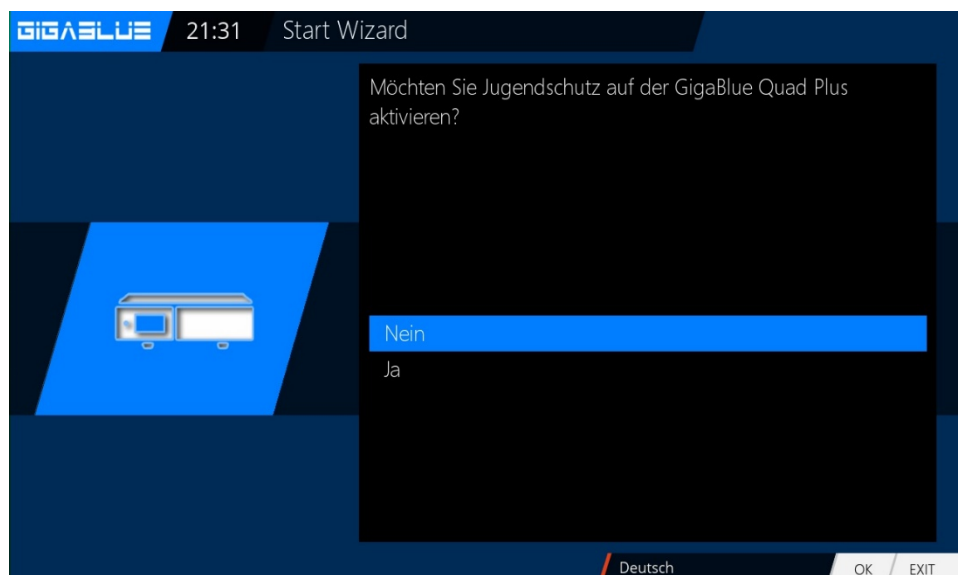 GIGABLUE 21:31 Start Wizard
Möchten Sie Jugendschutz auf der GigaBlue Quad Plus
aktivieren?
Nein
Ja
Deutsch OK EXIT